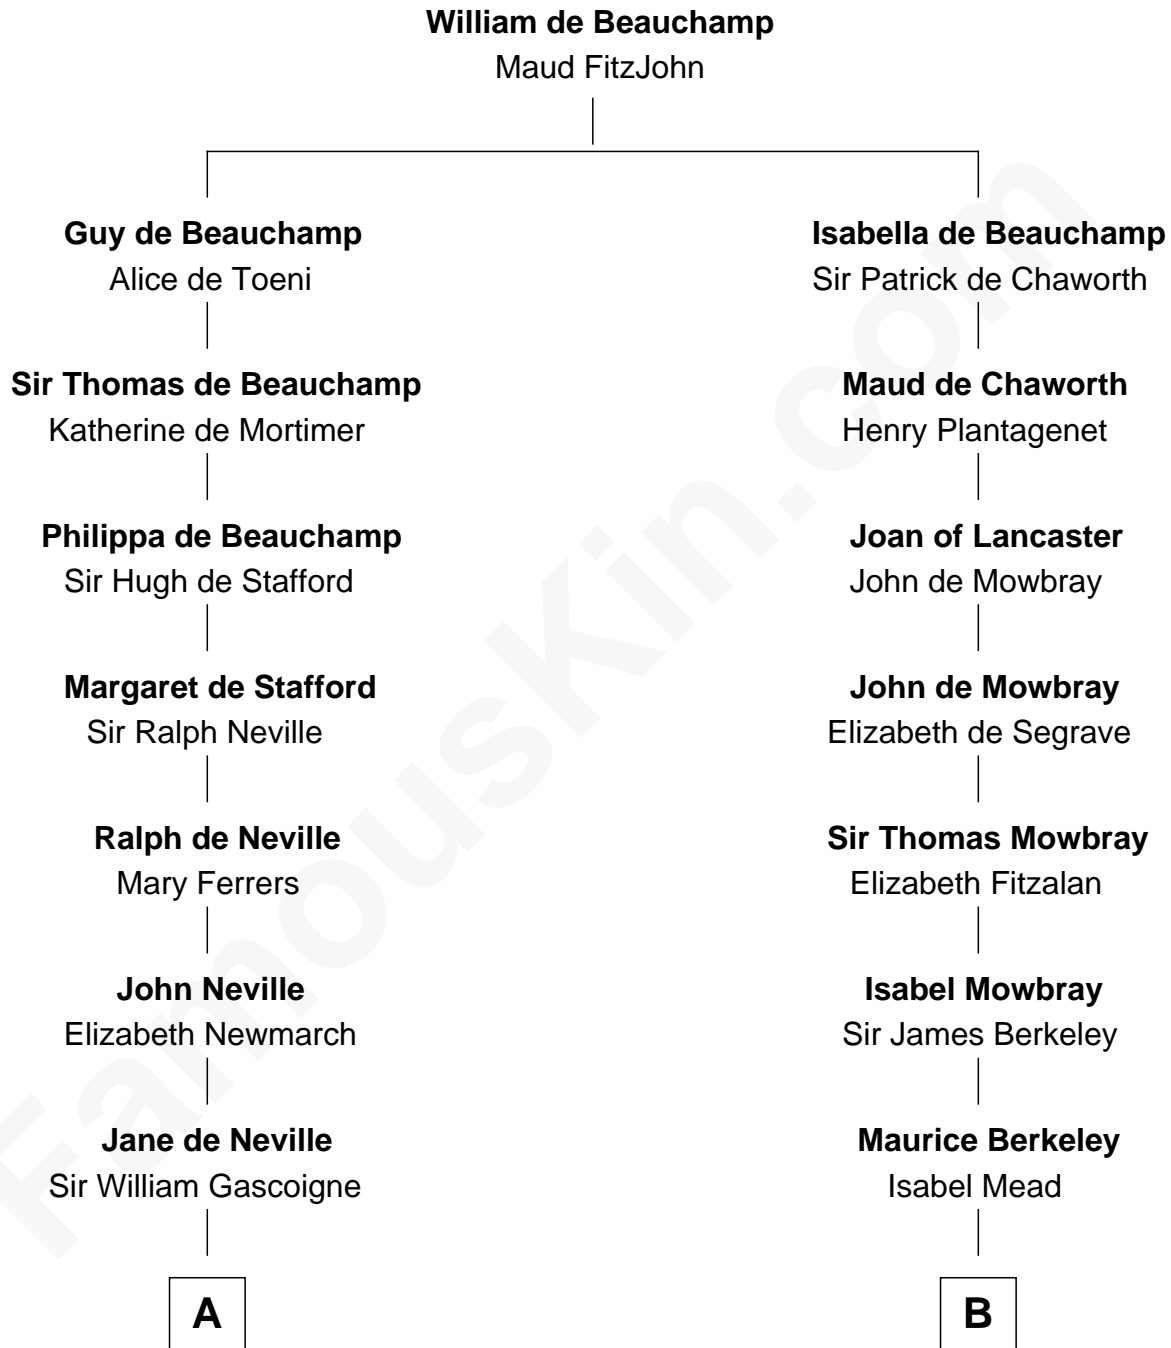 William de Beauchamp
Maud FitzJohn
Guy de Beauchamp
Alice de Toeni
Isabella de Beauchamp
Sir Patrick de Chaworth
Sir Thomas de Beauchamp
Katherine de Mortimer
Maud de Chaworth
Henry Plantagenet
Philippa de Beauchamp
Sir Hugh de Stafford
Joan of Lancaster
John de Mowbray
Margaret de Stafford
Sir Ralph Neville
John de Mowbray
Elizabeth de Segrave
Ralph de Neville
Mary Ferrers
Sir Thomas Mowbray
Elizabeth Fitzalan
John Neville
Elizabeth Newmarch
Isabel Mowbray
Sir James Berkeley
Jane de Neville
Sir William Gascoigne
Maurice Berkeley
Isabel Mead
A
B
FamousKin.com